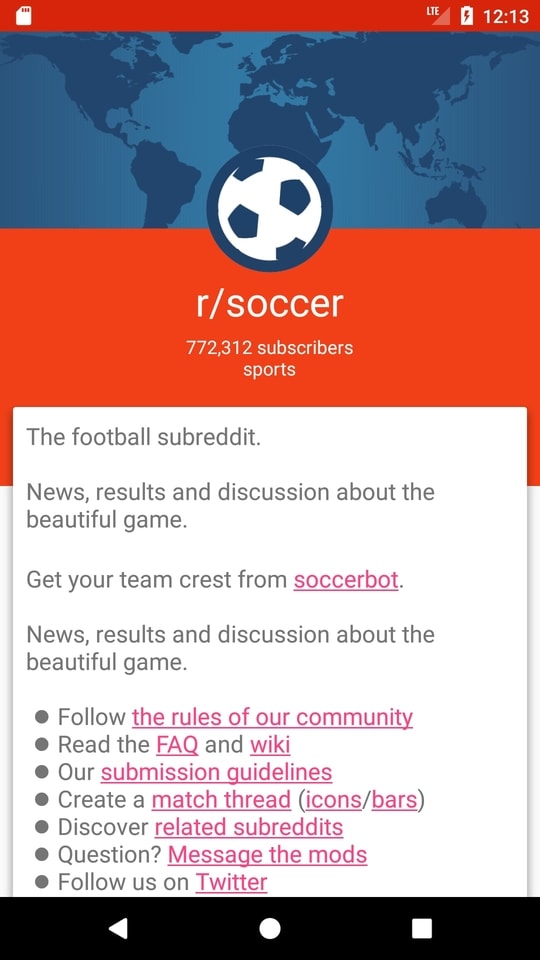 LTE 12:13
r/soccer
772,312 subscribers
sports
The football subreddit.
News, results and discussion about the
beautiful game.
Get your team crest from soccerbot.
News, results and discussion about the
beautiful game.
● Follow the rules of our community
● Read the FAQ and wiki
● Our submission guidelines
● Create a match thread (icons/bars)
● Discover related subreddits
● Question? Message the mods
● Follow us on Twitter